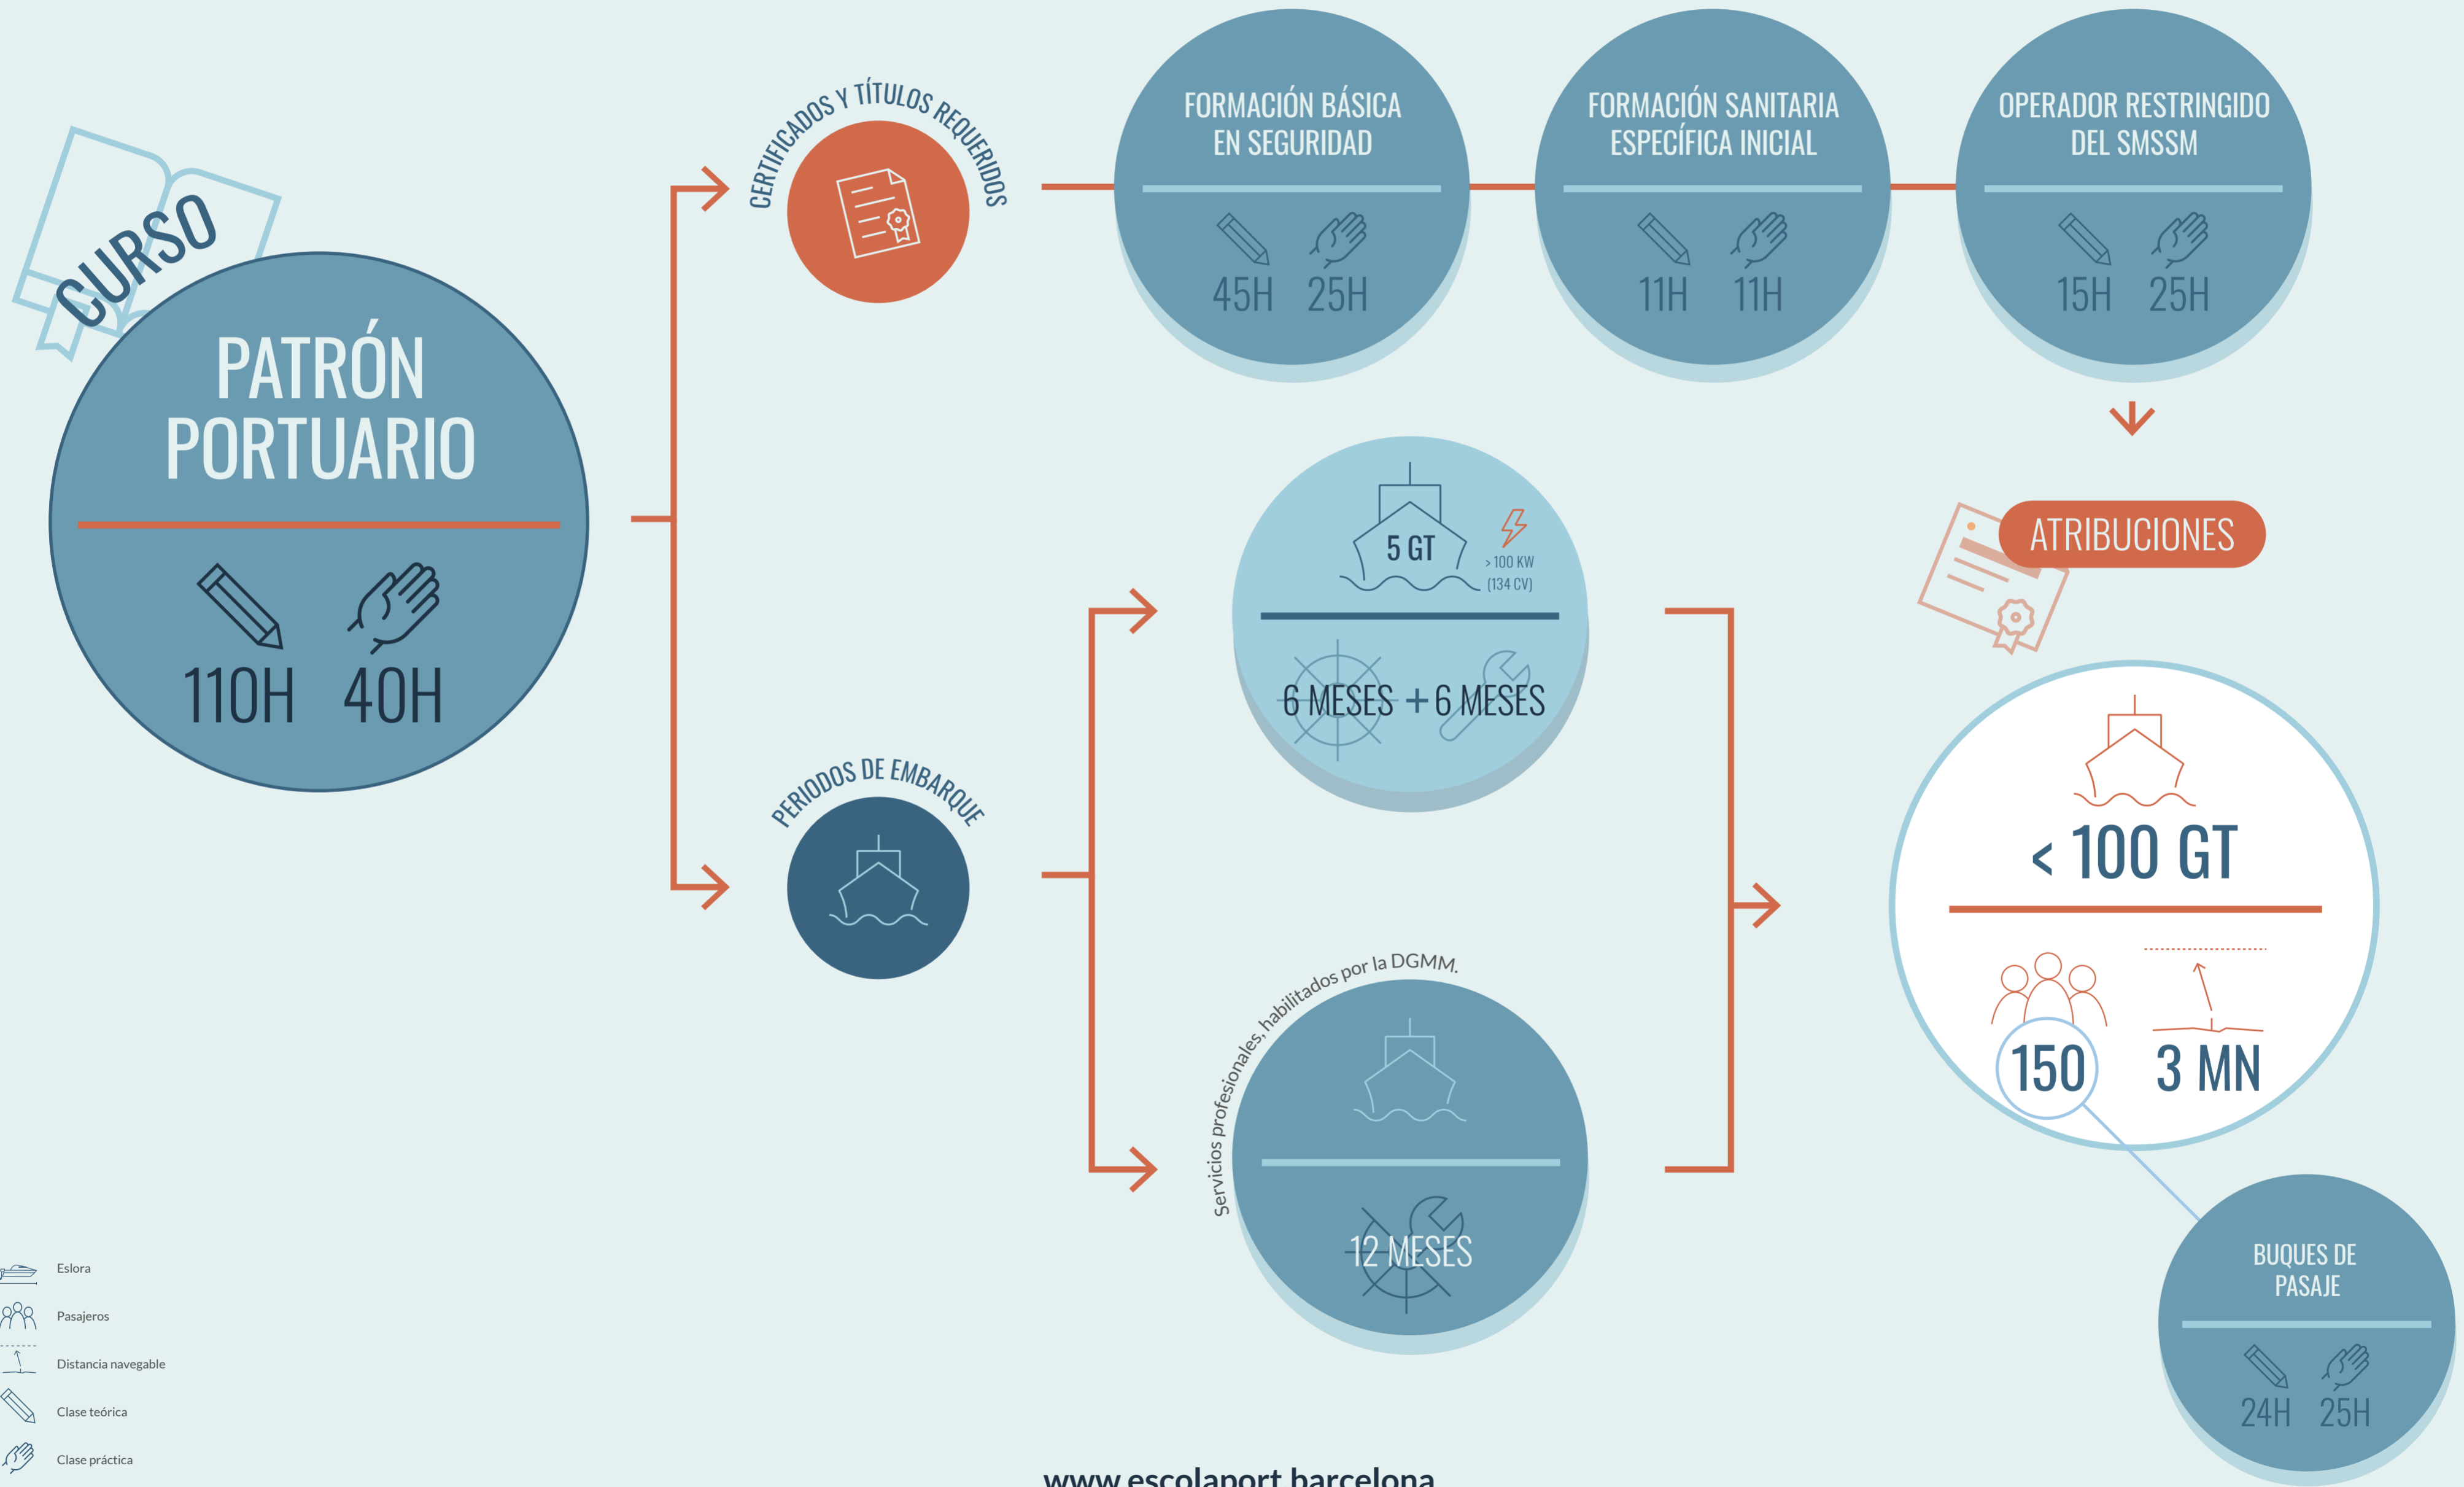 CURSO
PATRÓN
PORTUARIO
110H 40H
CERTIFICADOS Y TÍTULOS REQUERIDOS
FORMACIÓN BÁSICA
EN SEGURIDAD
45H 25H
FORMACIÓN SANITARIA
ESPECÍFICA INICIAL
11H 11H
OPERADOR RESTRINGIDO
DEL SMSSM
15H 25H
PERIODOS DE EMBARQUE
5 GT
> 100 KW
(134 CV)
6 MESES + 6 MESES
Servicios profesionales, habilitados por la DGMM.
12 MESES
ATRIBUCIONES
< 100 GT
150 3 MN
BUQUES DE
PASAJE
24H 25H
Eslora
Pasajeros
Distancia navegable
Clase teórica
Clase práctica
www.escolaport.barcelona